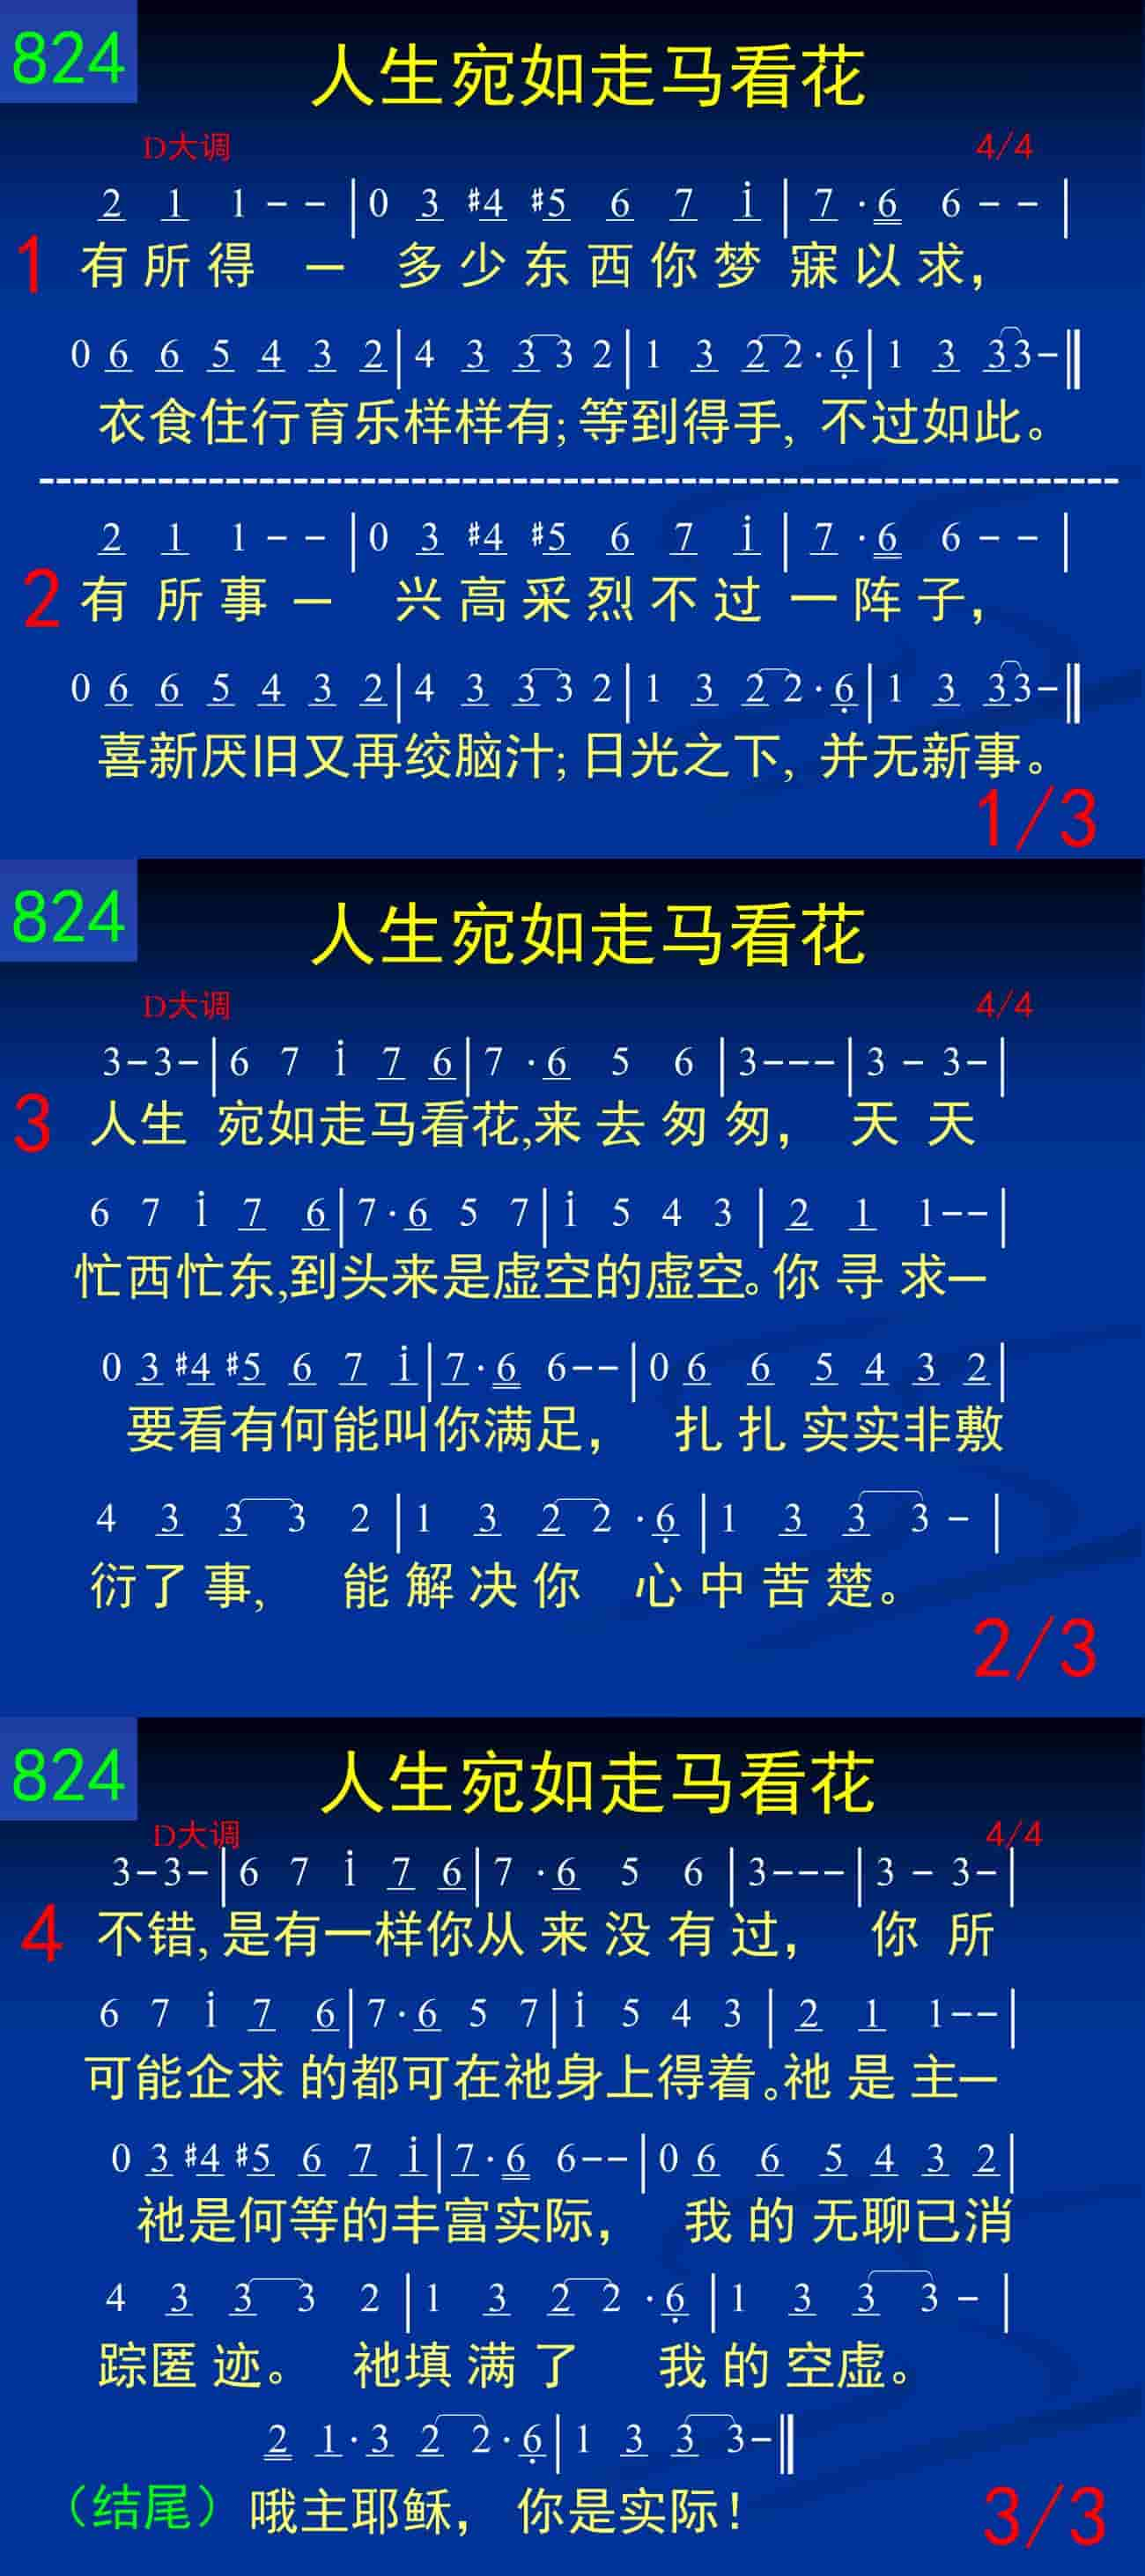 824
人生宛如走马看花
D大调 4/4
2 1 1 - - | 0 3 #4 #5 6 7 i | 7 · 6 6 - - |
1 有所得 一 多少东西你梦寐以求，
0 6 6 5 4 3 2 | 4 3 3 3 2 | 1 3 2 2 · 6 | 1 3 3 3 - ‖
衣食住行育乐样样有; 等到得手, 不过如此。
2 1 1 - - | 0 3 #4 #5 6 7 i | 7 · 6 6 - - |
2 有所事 一 兴高采烈不过一阵子，
0 6 6 5 4 3 2 | 4 3 3 3 2 | 1 3 2 2 · 6 | 1 3 3 3 - ‖
喜新厌旧又再绞脑汁; 日光之下, 并无新事。
1/3
824
人生宛如走马看花
D大调 4/4
3 - 3 - | 6 7 i 7 6 | 7 · 6 5 6 | 3 - - - | 3 - 3 - |
3 人生 宛如走马看花,来去匆匆， 天天
6 7 i 7 6 | 7 · 6 5 7 | i 5 4 3 | 2 1 1 - - |
忙西忙东,到头来是虚空的虚空。你寻求一
0 3 #4 #5 6 7 i | 7 · 6 6 - - | 0 6 6 5 4 3 2 |
要看有何能叫你满足， 扎扎实实非敷
4 3 3 3 2 | 1 3 2 2 · 6 | 1 3 3 3 - |
衍了事, 能解决你 心中苦楚。
2/3
824
人生宛如走马看花
D大调 4/4
3 - 3 - | 6 7 i 7 6 | 7 · 6 5 6 | 3 - - - | 3 - 3 - |
4 不错, 是有一样你从来没有过， 你所
6 7 i 7 6 | 7 · 6 5 7 | i 5 4 3 | 2 1 1 - - |
可能企求的都可在祂身上得着。祂是主一
0 3 #4 #5 6 7 i | 7 · 6 6 - - | 0 6 6 5 4 3 2 |
祂是何等的丰富实际， 我的无聊已消
4 3 3 3 2 | 1 3 2 2 · 6 | 1 3 3 3 - |
踪匿迹。 祂填满了 我的空虚。
2 1 · 3 2 2 · 6 | 1 3 3 3 - ‖
（结尾）哦主耶稣， 你是实际！
3/3